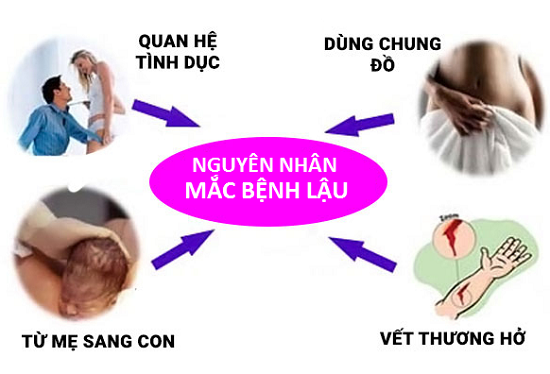 QUAN HỆ
TÌNH DỤC
DÙNG CHUNG
ĐỒ
NGUYÊN NHÂN
MẮC BỆNH LẬU
Zoom
TỪ MẸ SANG CON
VẾT THƯƠNG HỞ